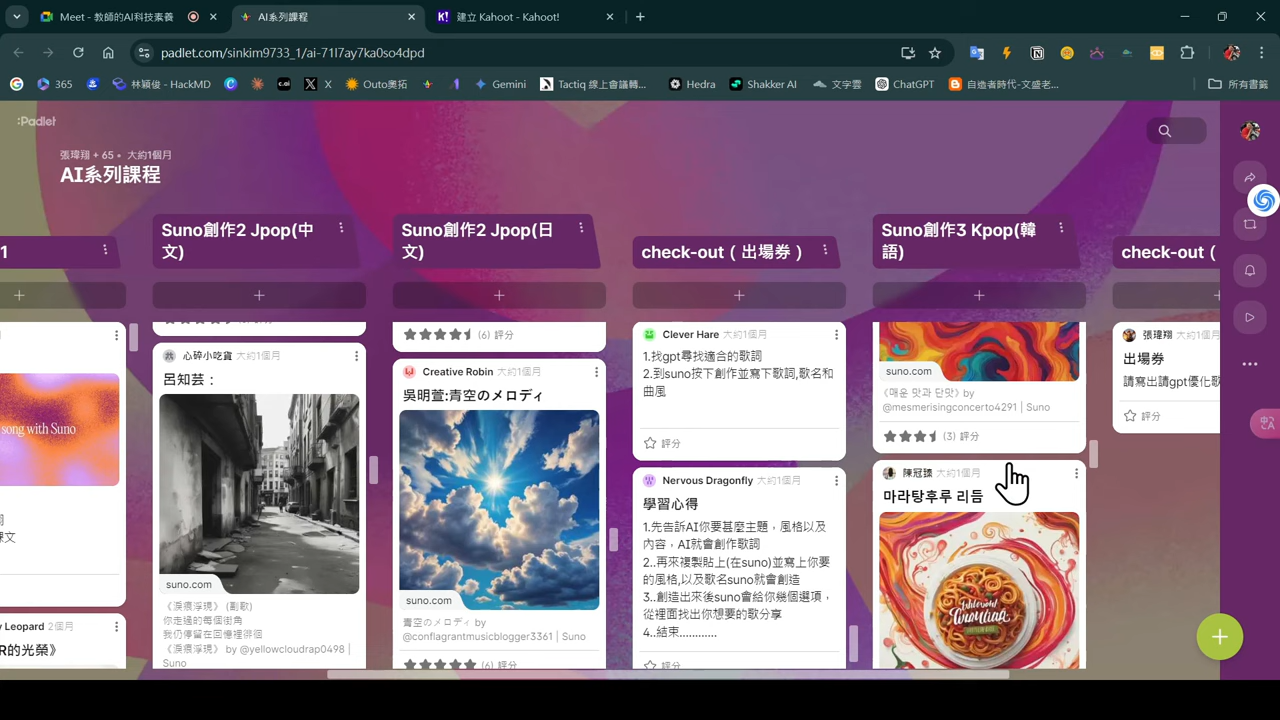 Meet - 教師的AI科技素養
AI系列課程
建立 Kahoot! - Kahoot!
padlet.com/sinkim9733_1/ai-71l7ay7ka0so4dpd
365
林穎俊 - HackMD
c.ai
X
Outo奧拓
Gemini
Tactiq 線上會議轉...
Hedra
Shakker AI
文字雲
ChatGPT
自造者時代-文盛老...
所有書籤
:Padlet
張瑋翔 + 65 • 大約1個月
AI系列課程
1
Suno創作2 Jpop(中
文)
Suno創作2 Jpop(日
文)
check-out ( 出場券 )
Suno創作3 Kpop(韓
語)
check-out (
song with Suno
課文
y Leopard 2個月
R的光榮》
心碎小吃貨 大約1個月
呂知芸：
suno.com
《淚痕浮現》 (副歌)
你走過的每個街角
我仍停留在回憶裡徘徊
《淚痕浮現》 by @yellowcloudrap0498 |
Suno
(6) 評分
Creative Robin 大約1個月
吳明萱:青空のメロディ
suno.com
青空のメロディ by
@conflagrantmusicblogger3361 | Suno
(6) 評分
Clever Hare 大約1個月
1.找gpt尋找適合的歌詞
2.到suno按下創作並寫下歌詞,歌名和
曲風
評分
Nervous Dragonfly 大約1個月
學習心得
1.先告訴AI你要甚麼主題，風格以及
內容，AI就會創作歌詞
2..再來複製貼上(在suno)並寫上你要
的風格,以及歌名suno就會創造
3..創造出來後suno會給你幾個選項，
從裡面找出你想要的歌分享
4..結束............
評分
suno.com
《매운 맛과 단맛》by
@mesmerisingconcerto4291 | Suno
(3) 評分
陳冠臻 大約1個月
마라탕후루 리듬
張瑋翔 大約1個月
出場券
請寫出請gpt優化歌
評分